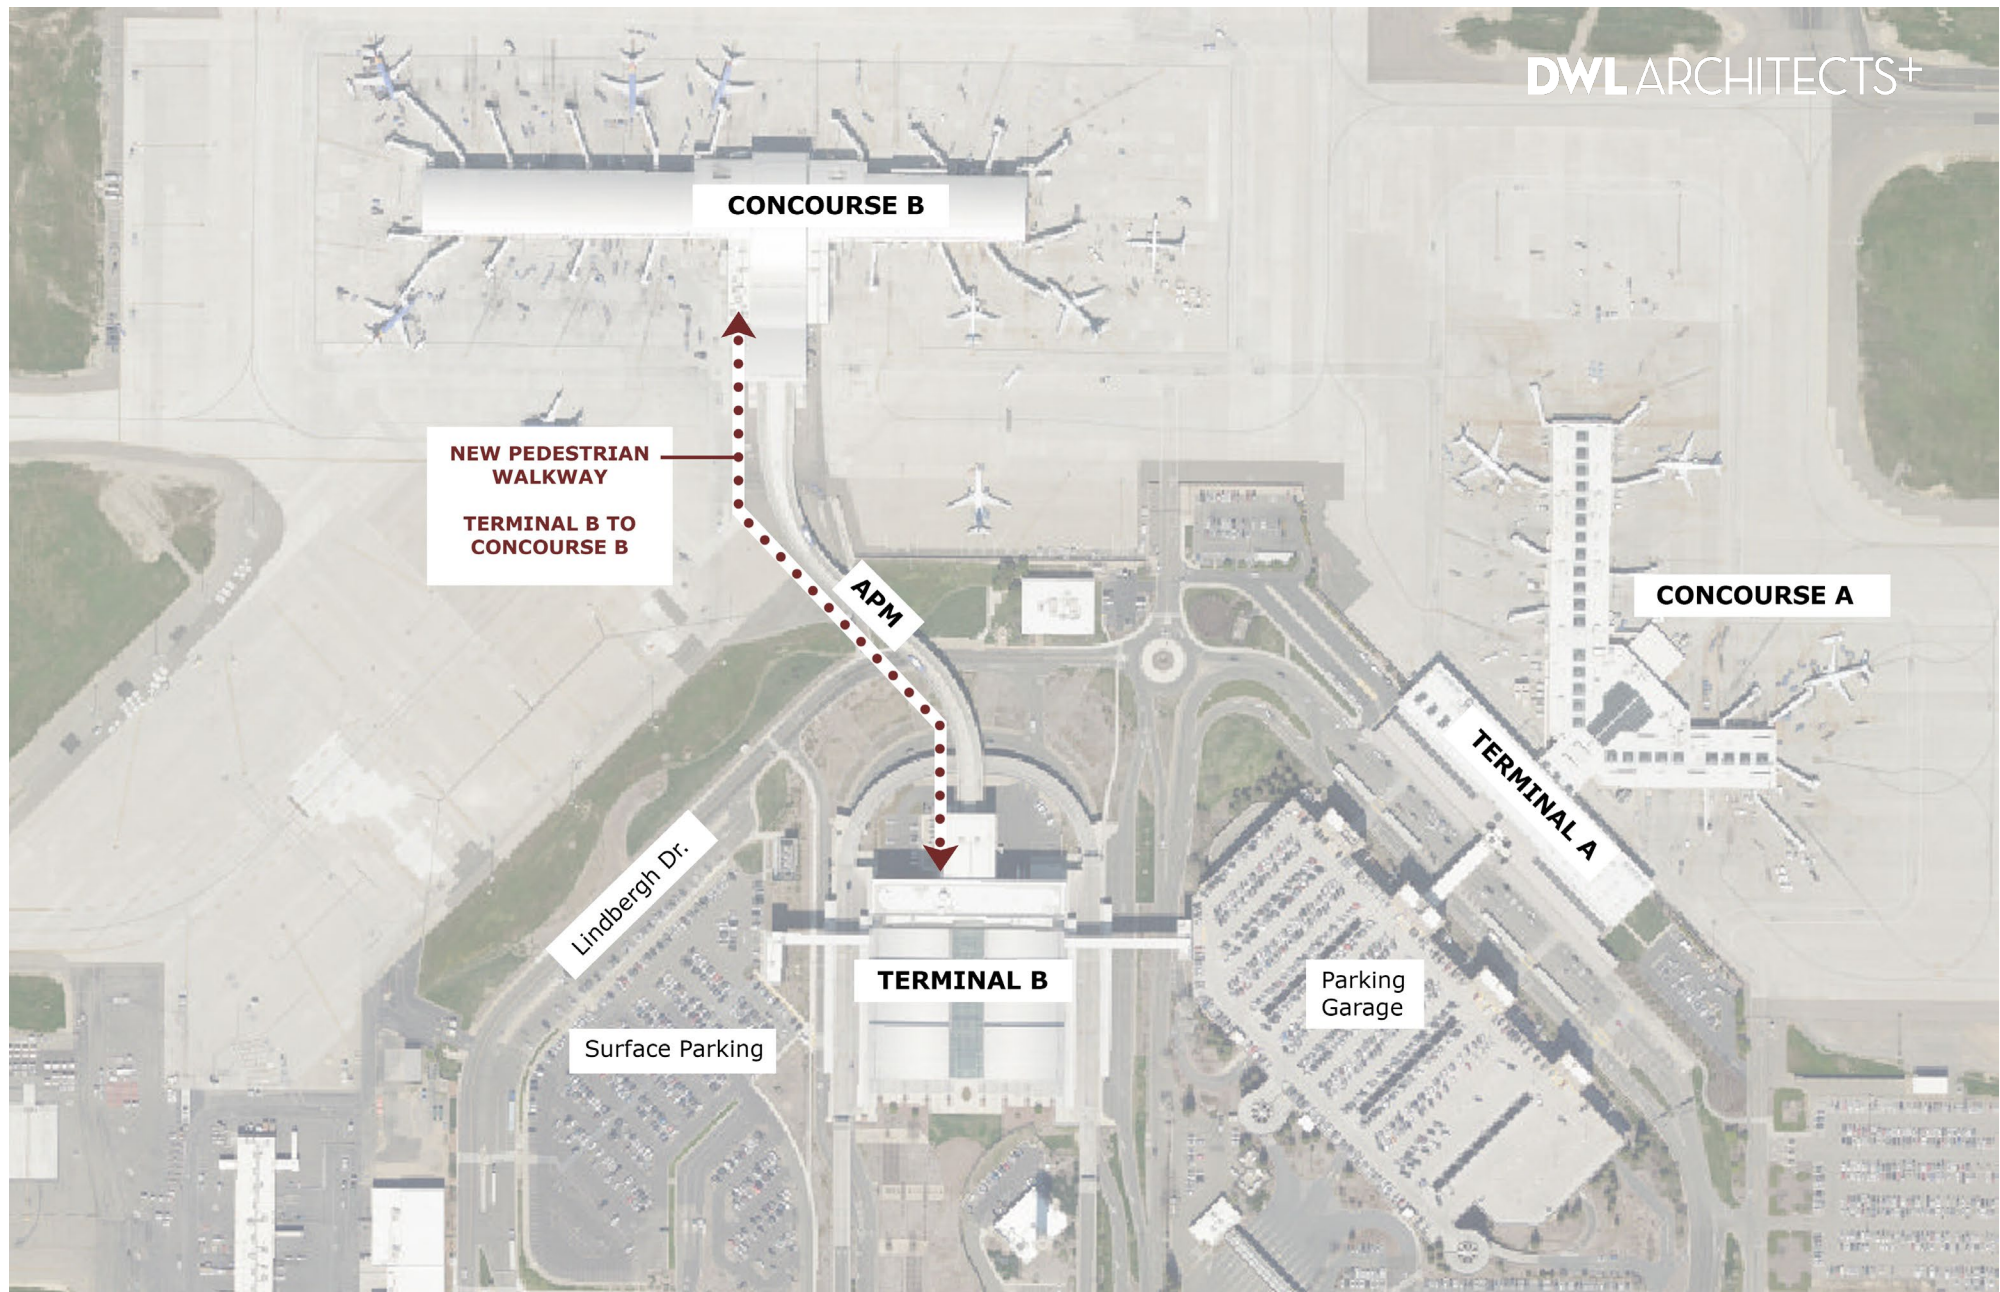 DWL ARCHITECTS+
CONCOURSE B
NEW PEDESTRIAN
WALKWAY
TERMINAL B TO
CONCOURSE B
APM
CONCOURSE A
TERMINAL A
Lindbergh Dr.
TERMINAL B
Parking
Garage
Surface Parking